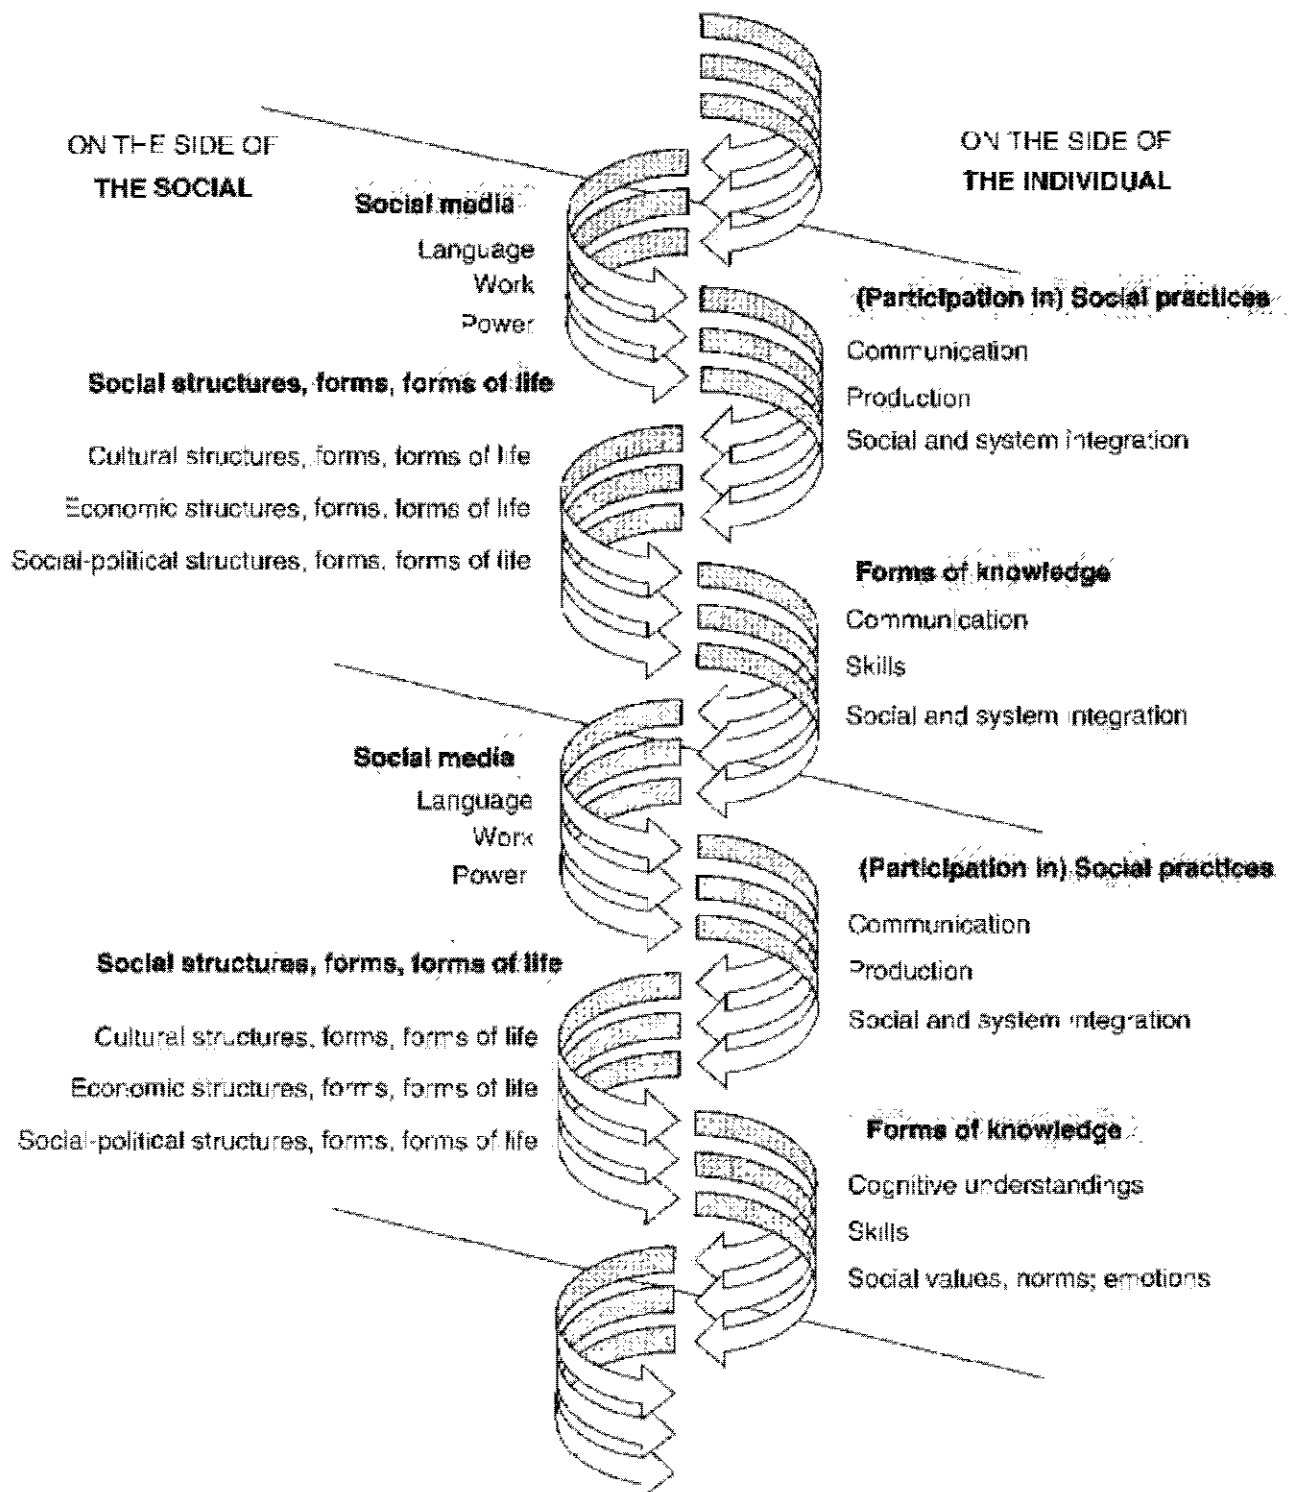 ON THE SIDE OF
THE SOCIAL
ON THE SIDE OF
THE INDIVIDUAL
Social media
Language
Work
Power
(Participation in) Social practices
Communication
Production
Social and system integration
Social structures, forms, forms of life
Cultural structures, forms, forms of life
Economic structures, forms, forms of life
Social-political structures, forms, forms of life
Forms of knowledge
Communication
Skills
Social and system integration
Social media
Language
Work
Power
(Participation in) Social practices
Communication
Production
Social and system integration
Social structures, forms, forms of life
Cultural structures, forms, forms of life
Economic structures, forms, forms of life
Social-political structures, forms, forms of life
Forms of knowledge
Cognitive understandings
Skills
Social values, norms; emotions